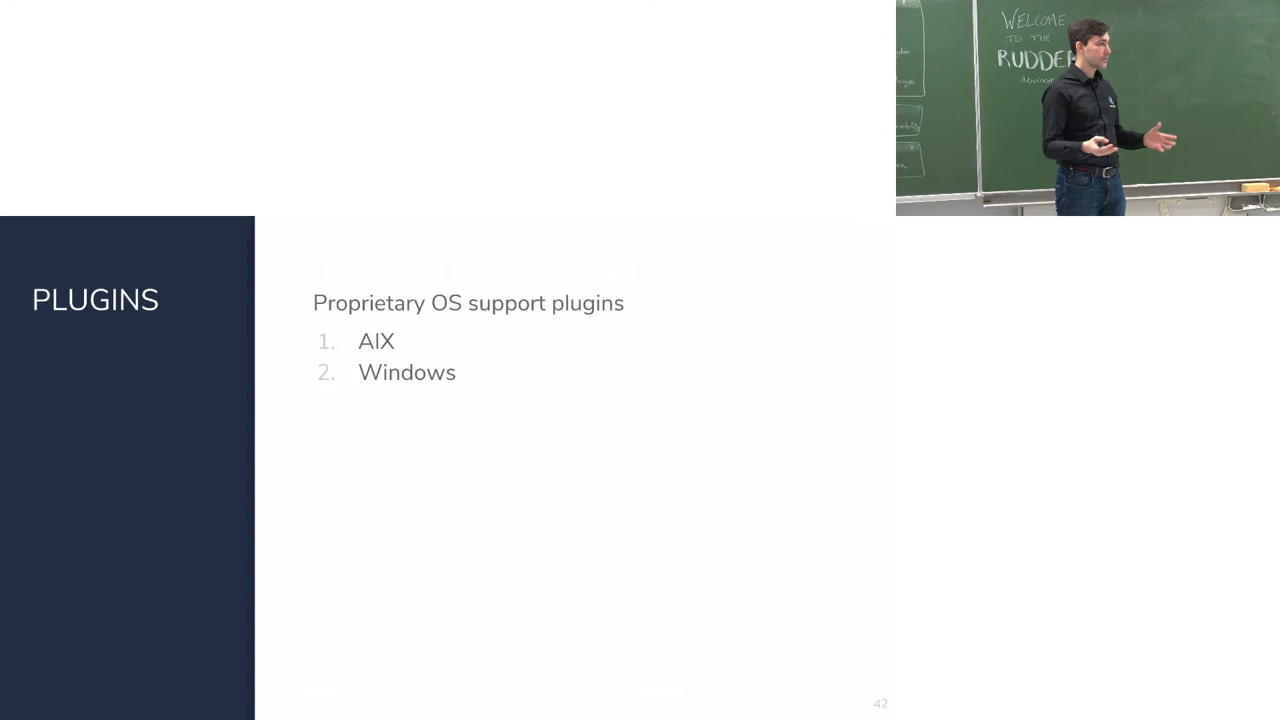 WELCOME
TO THE
RUDDER
PLUGINS
Proprietary OS support plugins
1. AIX
2. Windows
42